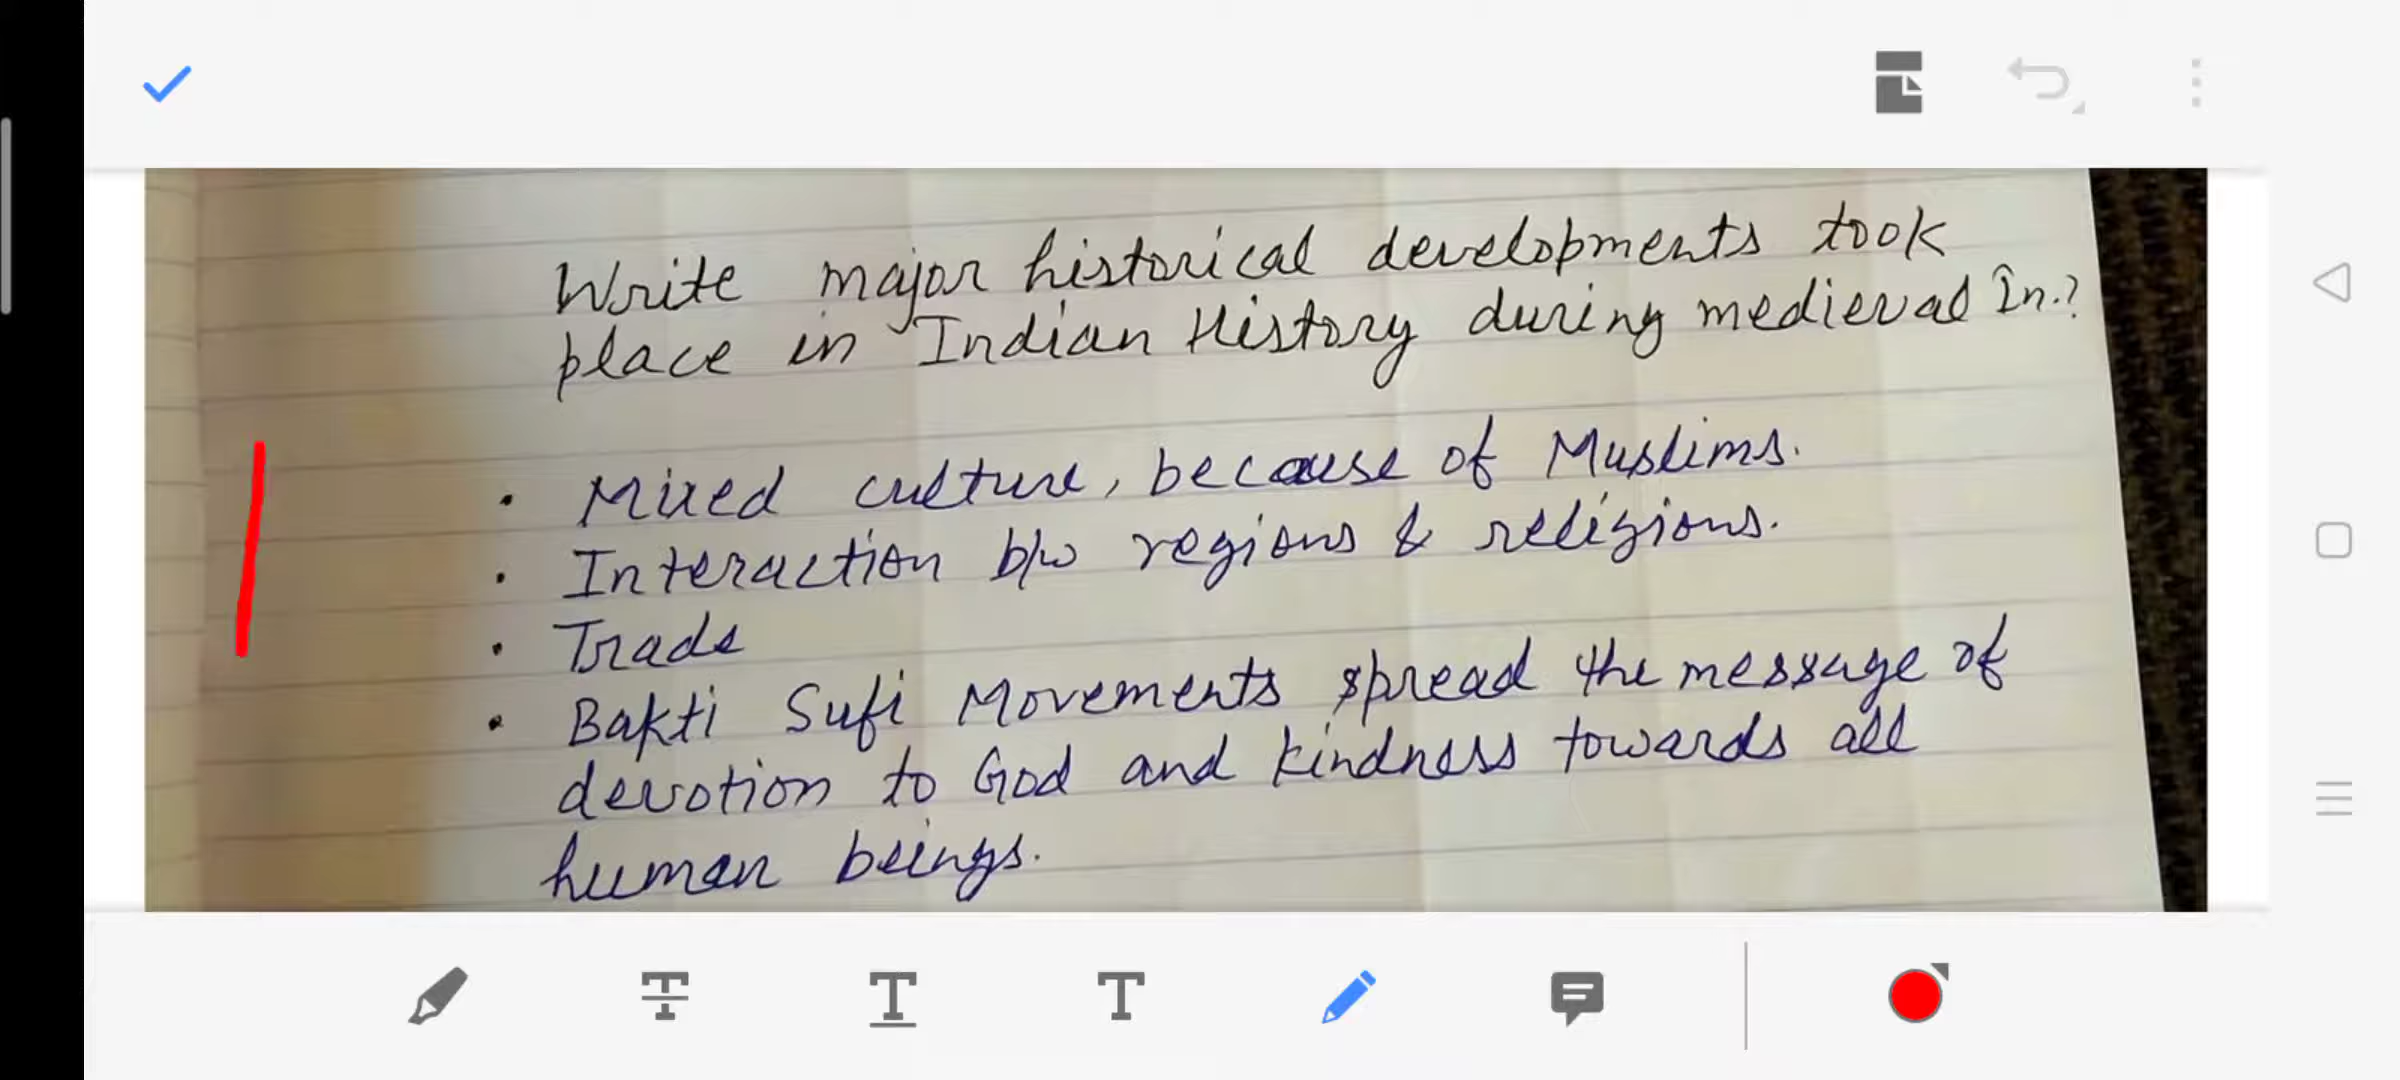 Write major historical developments took
place in Indian History during medieval In.?
• Mixed culture, because of Muslims.
• Interaction b/w regions & religions.
• Trade
• Bakti Sufi Movements spread the message of
devotion to God and kindness towards all
human beings.